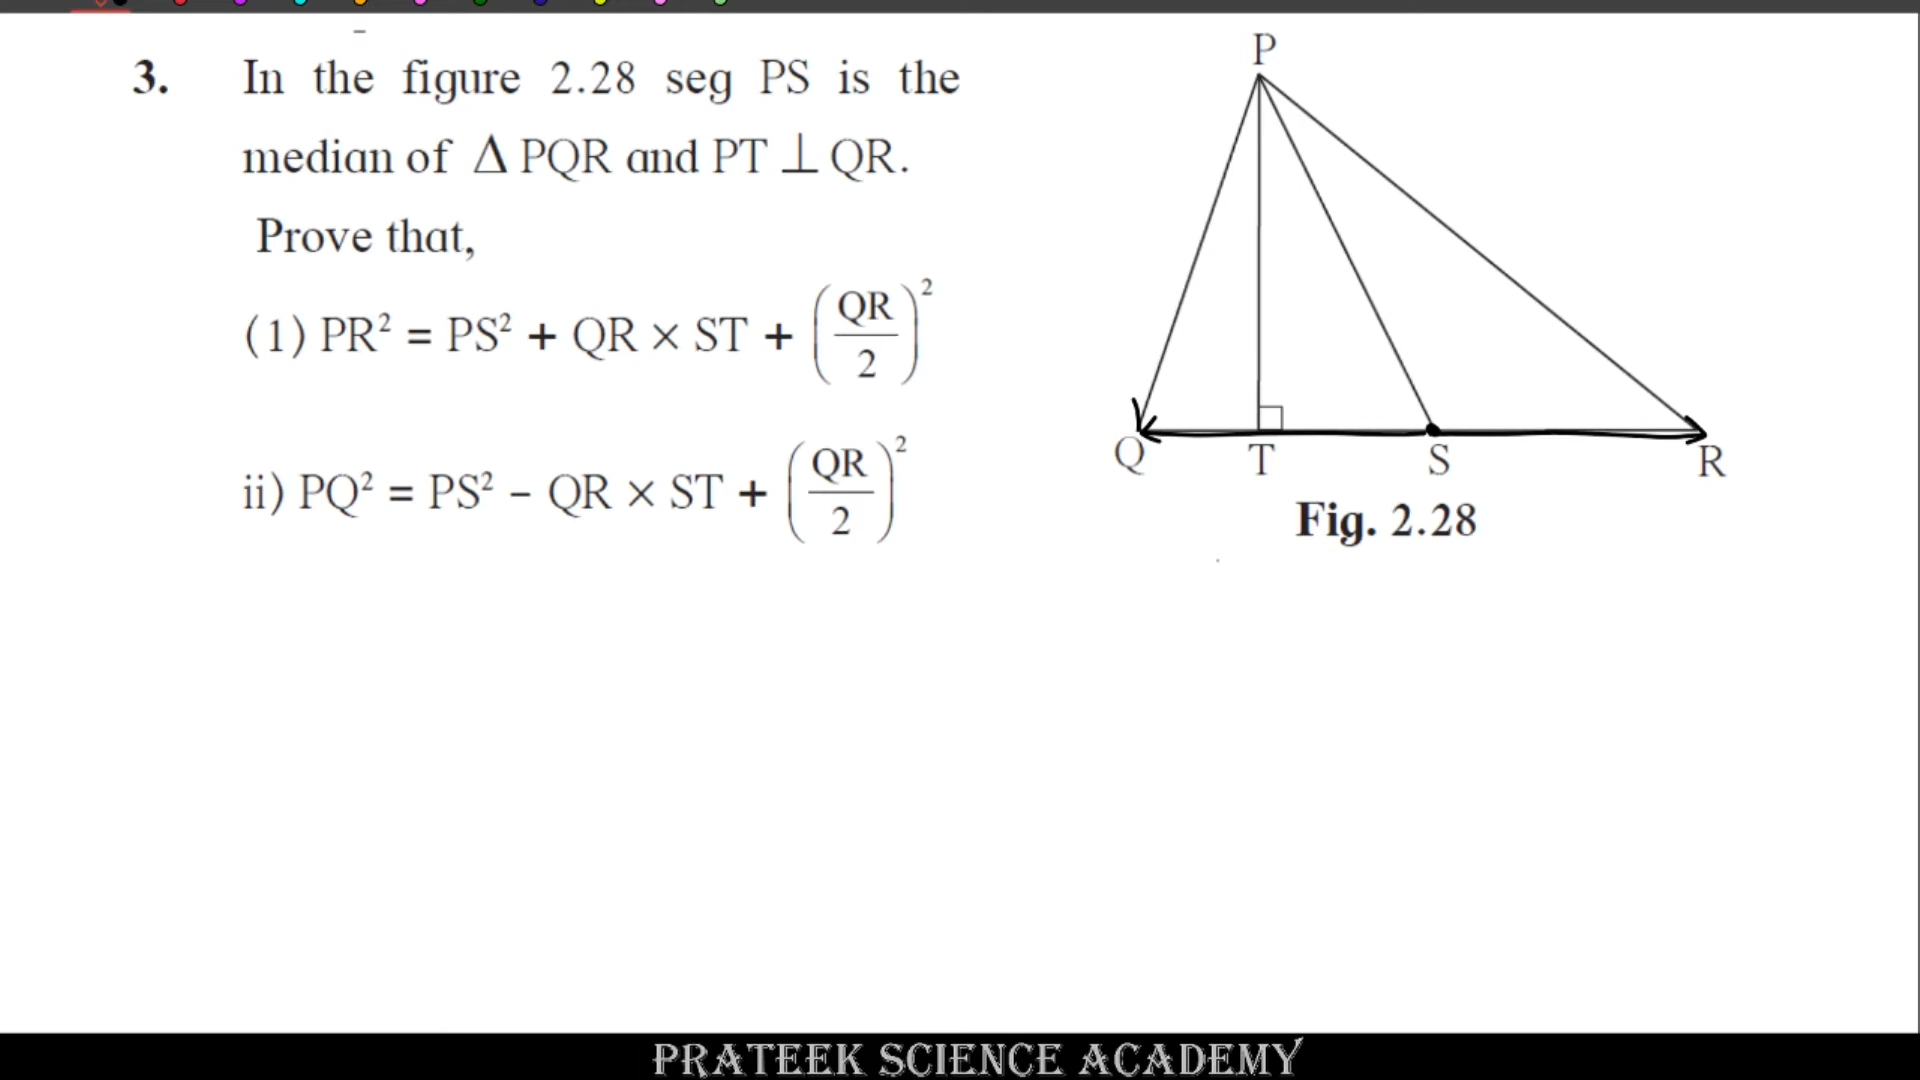 3. In the figure 2.28 seg PS is the
median of Δ PQR and PT ⊥ QR.
Prove that,
(1) PR² = PS² + QR × ST + (QR/2)²
ii) PQ² = PS² - QR × ST + (QR/2)²
P
Q T S R
Fig. 2.28
PRATEEK SCIENCE ACADEMY